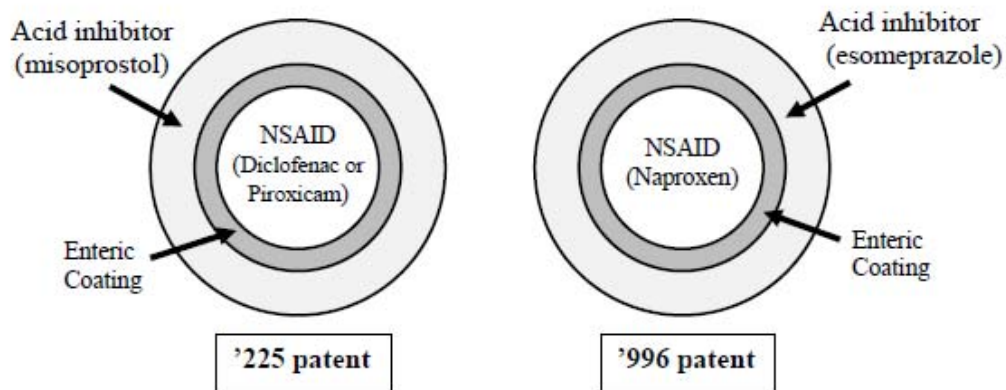 Acid inhibitor
(misoprostol)
NSAID
(Diclofenac or
Piroxicam)
Enteric
Coating
’225 patent
Acid inhibitor
(esomeprazole)
NSAID
(Naproxen)
Enteric
Coating
’996 patent